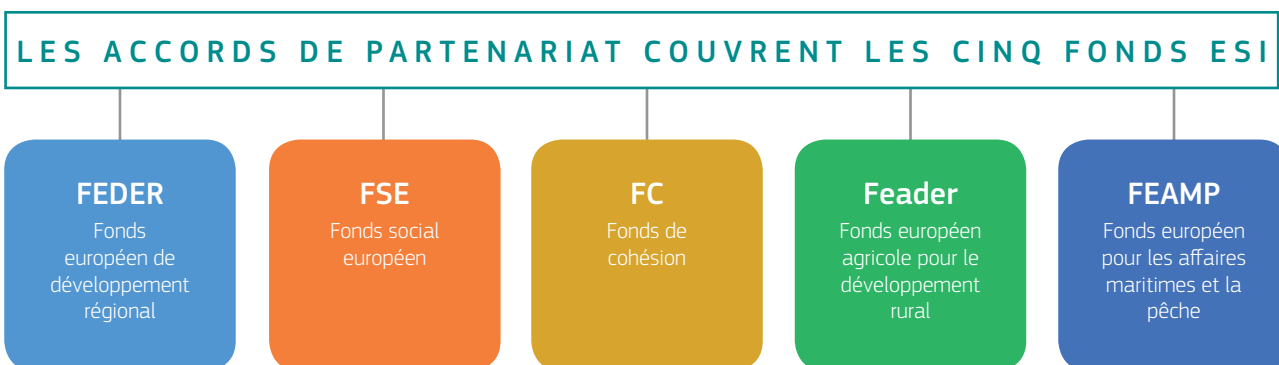 LES ACCORDS DE PARTENARIAT COUVRENT LES CINQ FONDS ESI
FEDER
Fonds
européen de
développement
régional
FSE
Fonds social
européen
FC
Fonds de
cohésion
Feader
Fonds européen
agricole pour le
développement
rural
FEAMP
Fonds européen
pour les affaires
maritimes et la
pêche